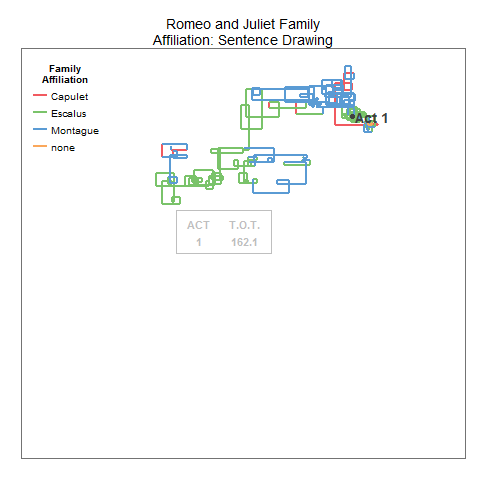 Romeo and Juliet Family
Affiliation: Sentence Drawing
Family
Affiliation
Capulet
Escalus
Montague
none
Act 1
ACT T.O.T.
1 162.1